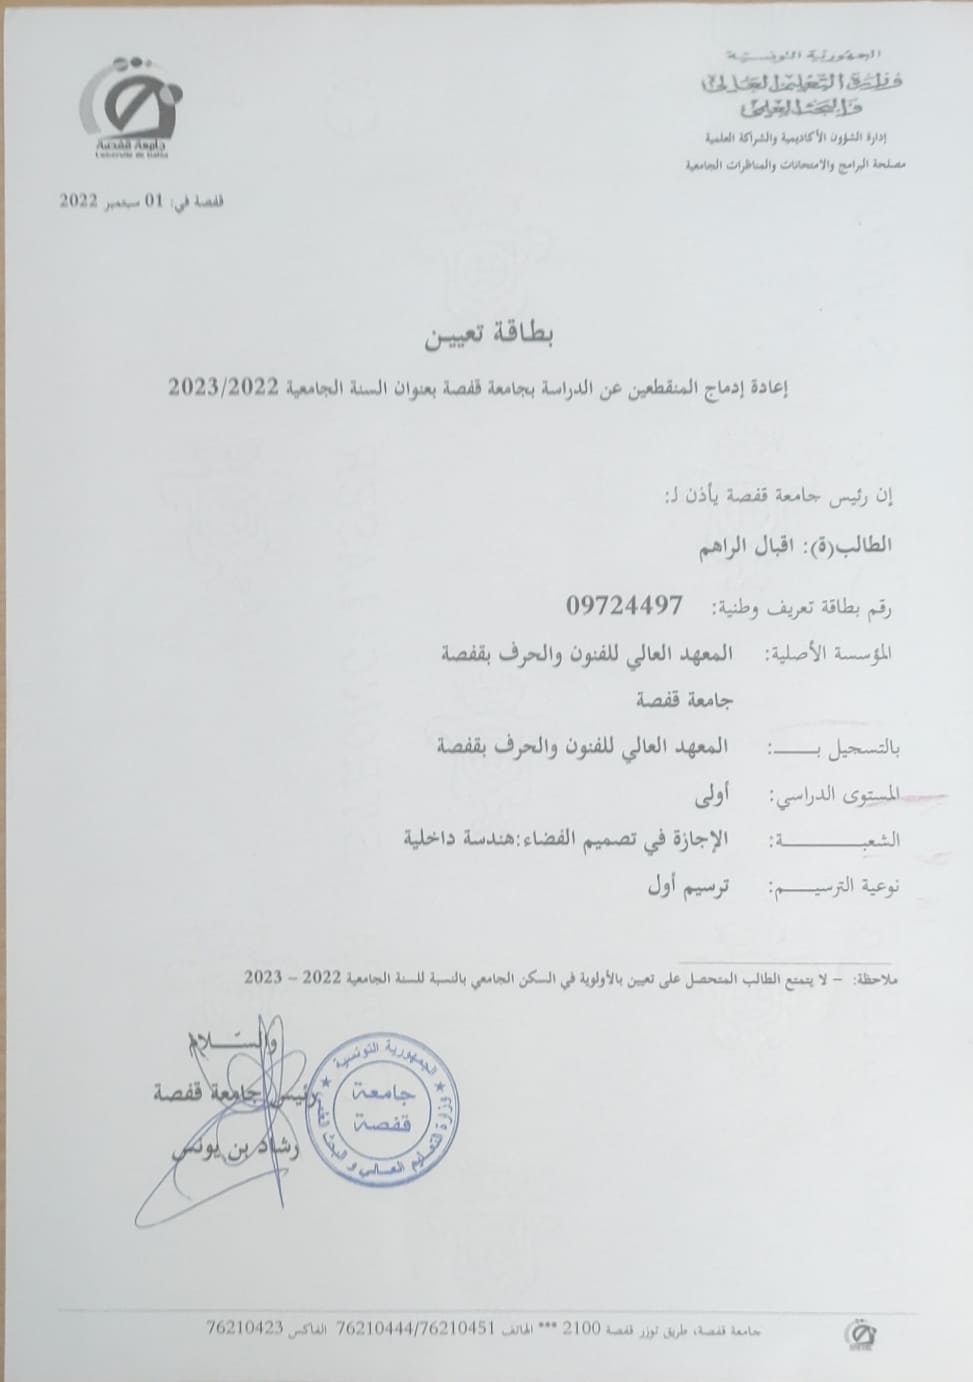 الجمهورية التونسية
وزارة التعليم العالي
والبحث العلمي
إدارة الشؤون الأكاديمية والشراكة العلمية
مصلحة البرامج والامتحانات والمناظرات الجامعية
جامعة قفصة
Université de Gafsa
قفصة في: 01 سبتمبر 2022
بطاقة تعيين
إعادة إدماج المنقطعين عن الدراسة بجامعة قفصة بعنوان السنة الجامعية 2023/2022
إن رئيس جامعة قفصة يأذن لـ:
الطالب(ة): اقبال الراهم
رقم بطاقة تعريف وطنية: 09724497
المؤسسة الأصلية: المعهد العالي للفنون والحرف بقفصة
جامعة قفصة
بالتسجيل بـــــ: المعهد العالي للفنون والحرف بقفصة
المستوى الدراسي: أولى
الشعبــــــــــة: الإجازة في تصميم الفضاء:هندسة داخلية
نوعية الترسيــــم: ترسيم أول
ملاحظة: – لا يتمتع الطالب المتحصل على تعيين بالأولوية في السكن الجامعي بالنسبة للسنة الجامعية 2022 – 2023
والســـلام
رئيس جامعة قفصة
رشاد بن يونس
الجمهورية التونسية ★ وزارة التعليم العالي و البحث العلمي ★
جامعة
قفصة
جامعة قفصة، طريق توزر قفصة 2100 *** الهاتف 76210444/76210451 الفاكس 76210423